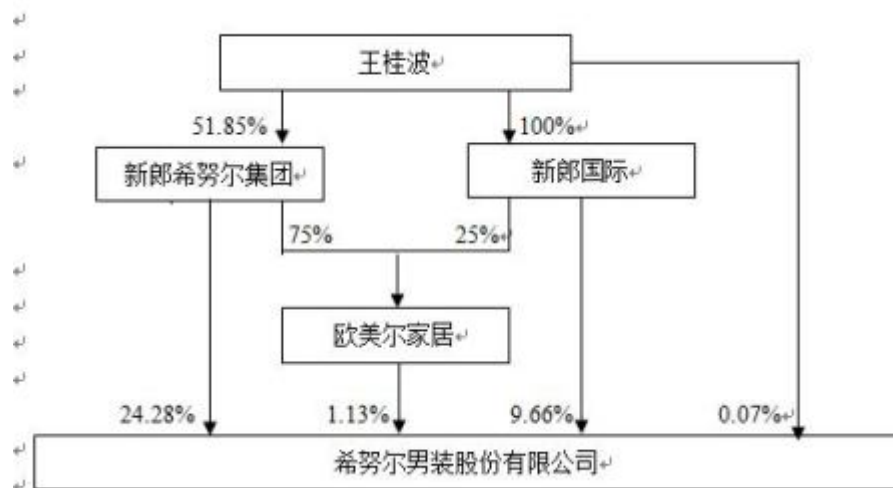 王桂波
51.85%
100%
新郎希努尔集团
新郎国际
75%
25%
欧美尔家居
24.28%
1.13%
9.66%
0.07%
希努尔男装股份有限公司